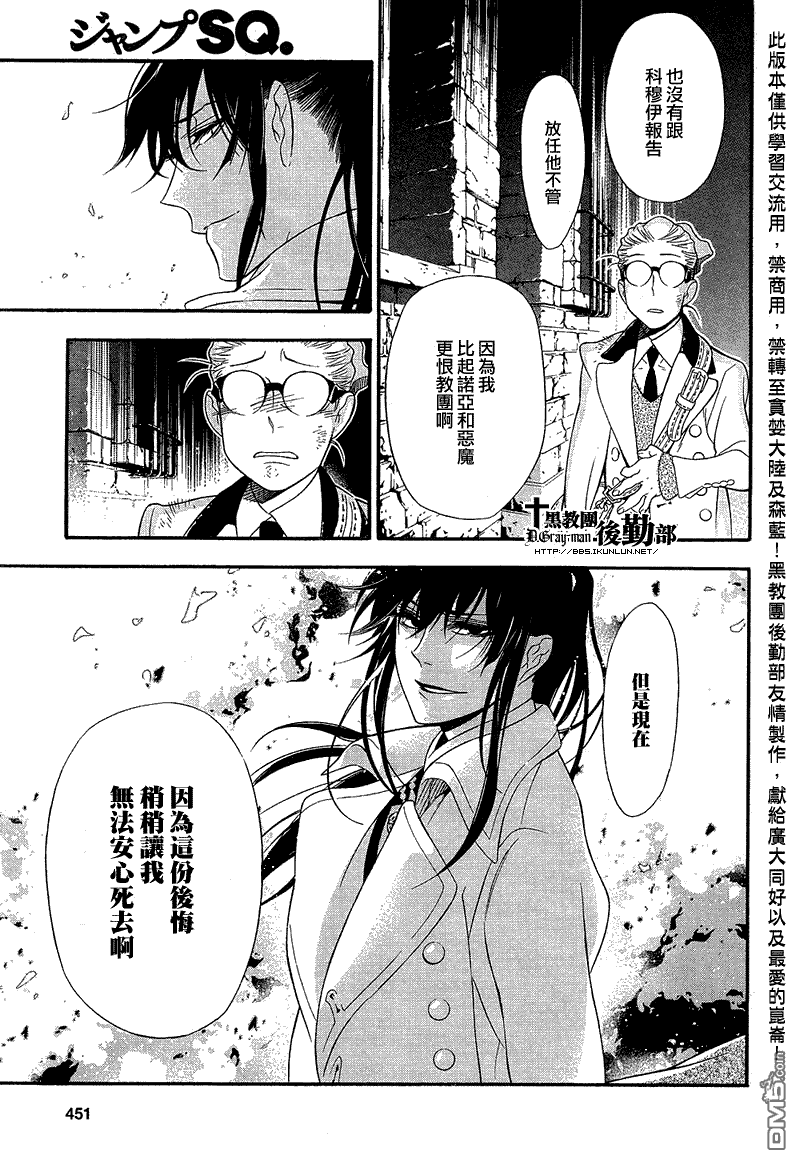 ジャンプSQ.
也沒有跟
科穆伊報告
放任他不管
因為我
比起諾亞和惡魔
更恨教團啊
黑教團
D.Gray-man 後勤部
HTTP://BBS.IKUNLUN.NET/
但是現在
因為這份後悔
稍稍讓我
無法安心死去啊
451
此版本僅供學習交流用，禁商用，禁轉至貪婪大陸及森藍！黑教團後勤部友情製作，獻給廣大同好以及最愛的崑崙！
DM5.com